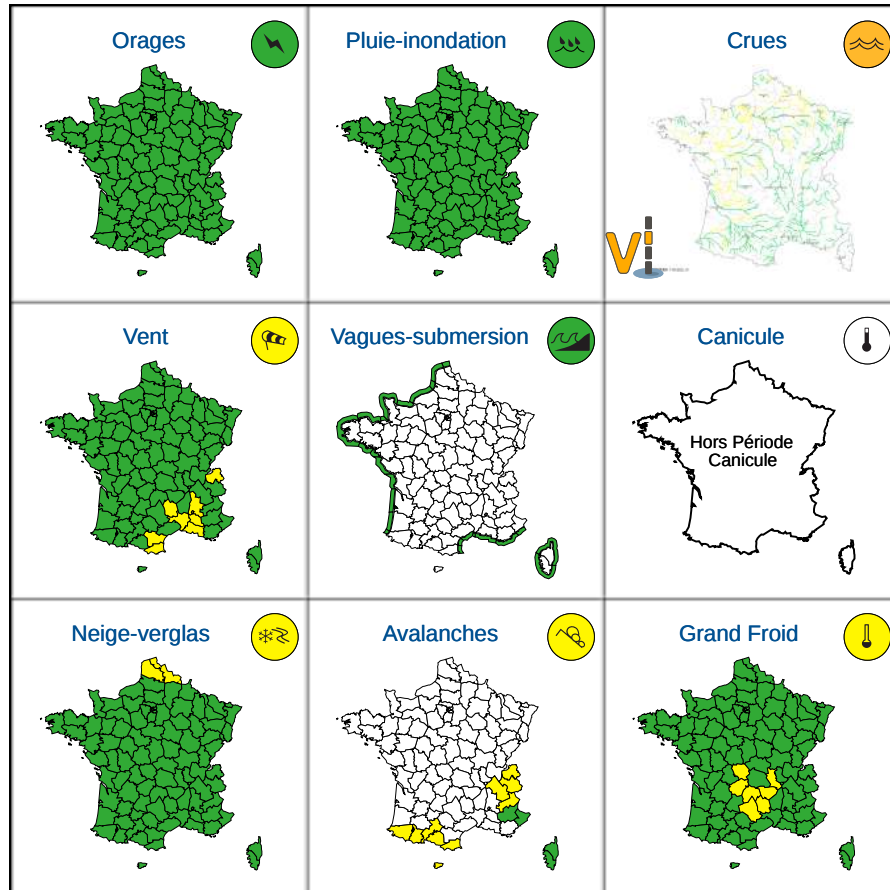 Orages
Pluie-inondation
Crues
Vent
Vagues-submersion
Canicule
Hors Période
Canicule
Neige-verglas
Avalanches
Grand Froid